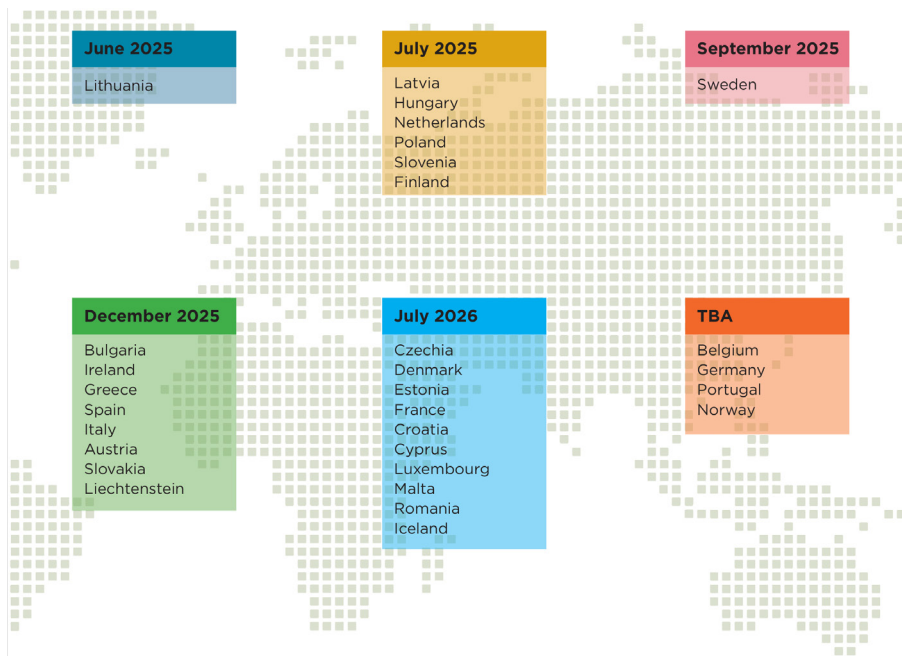 June 2025
Lithuania
July 2025
Latvia
Hungary
Netherlands
Poland
Slovenia
Finland
September 2025
Sweden
December 2025
Bulgaria
Ireland
Greece
Spain
Italy
Austria
Slovakia
Liechtenstein
July 2026
Czechia
Denmark
Estonia
France
Croatia
Cyprus
Luxembourg
Malta
Romania
Iceland
TBA
Belgium
Germany
Portugal
Norway